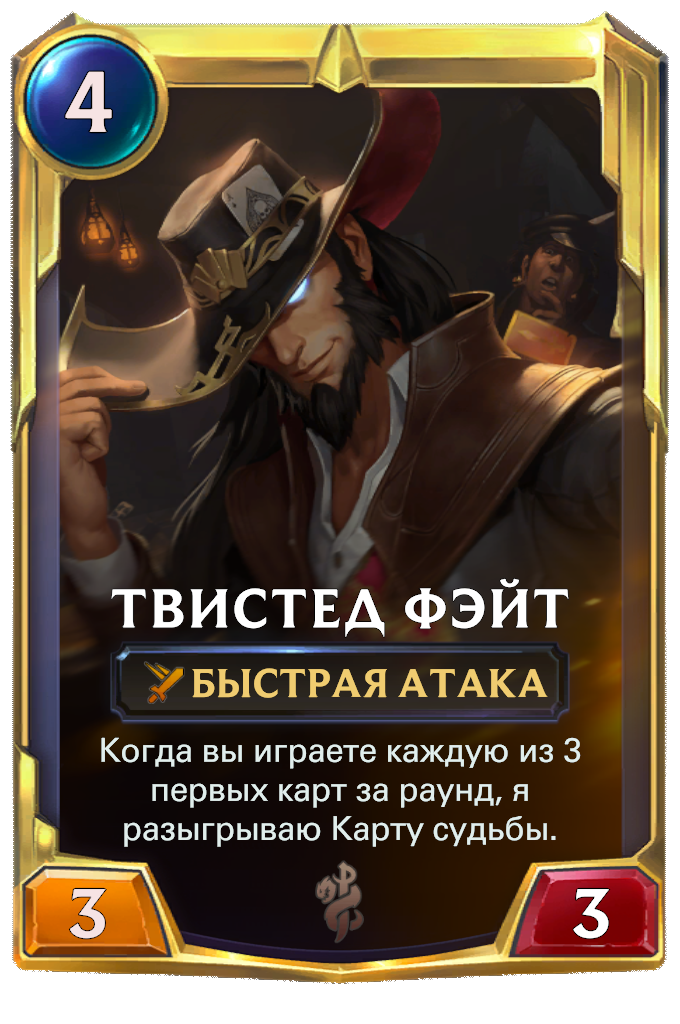 4
ТВИСТЕД ФЭЙТ
БЫСТРАЯ АТАКА
Когда вы играете каждую из 3
первых карт за раунд, я
разыгрываю Карту судьбы.
3
3